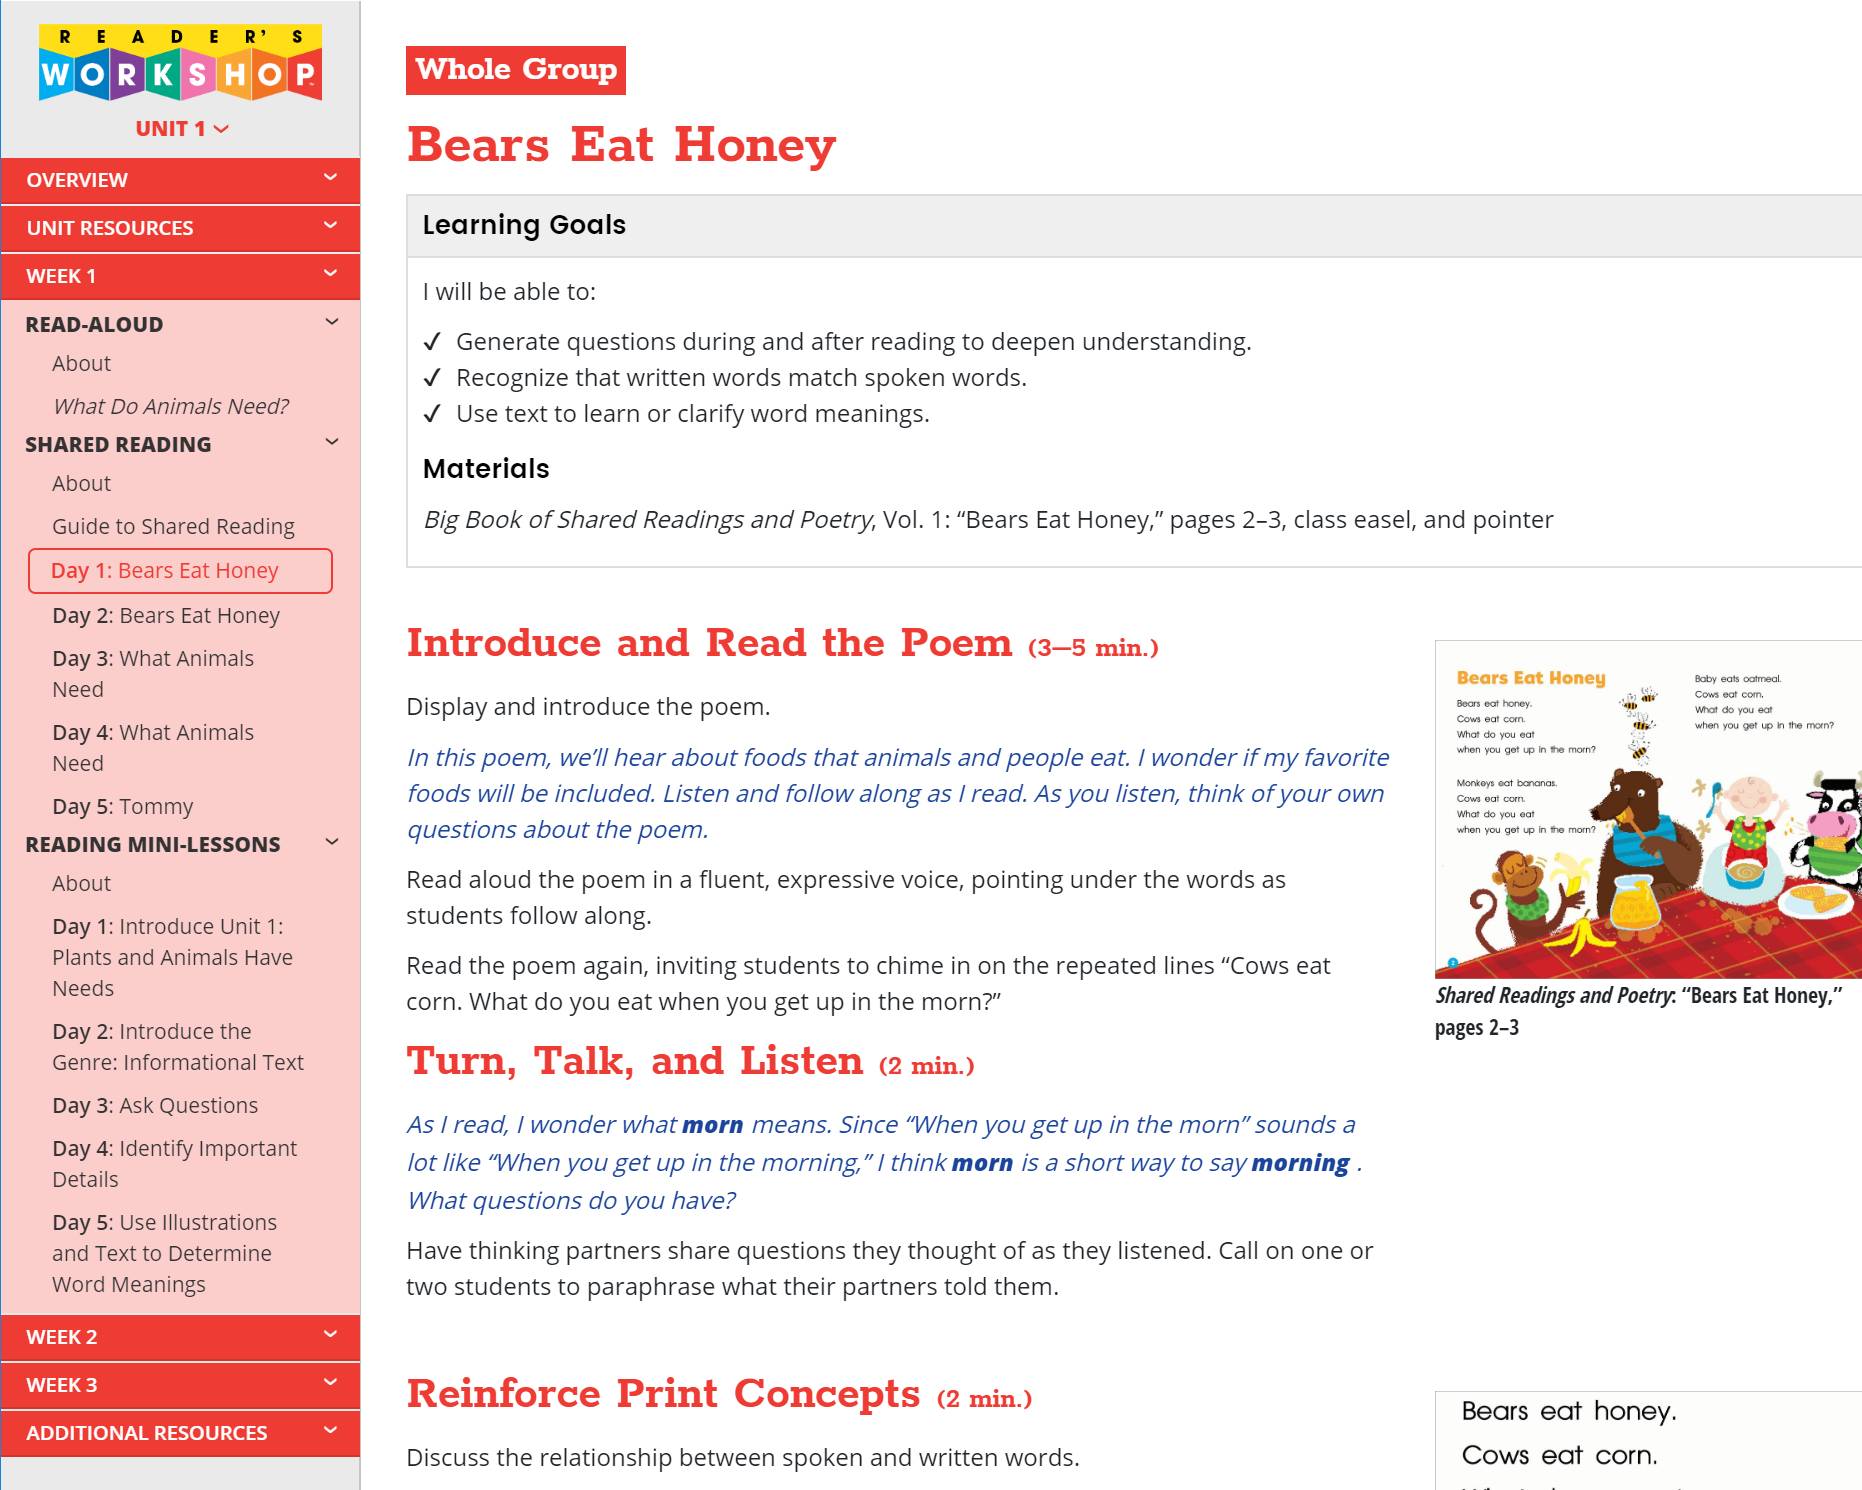 READER'S
WORKSHOP
UNIT 1
OVERVIEW
UNIT RESOURCES
WEEK 1
READ-ALOUD
About
What Do Animals Need?
SHARED READING
About
Guide to Shared Reading
Day 1: Bears Eat Honey
Day 2: Bears Eat Honey
Day 3: What Animals
Need
Day 4: What Animals
Need
Day 5: Tommy
READING MINI-LESSONS
About
Day 1: Introduce Unit 1:
Plants and Animals Have
Needs
Day 2: Introduce the
Genre: Informational Text
Day 3: Ask Questions
Day 4: Identify Important
Details
Day 5: Use Illustrations
and Text to Determine
Word Meanings
WEEK 2
WEEK 3
ADDITIONAL RESOURCES
Whole Group
Bears Eat Honey
Learning Goals
I will be able to:
✓ Generate questions during and after reading to deepen understanding.
✓ Recognize that written words match spoken words.
✓ Use text to learn or clarify word meanings.
Materials
Big Book of Shared Readings and Poetry, Vol. 1: “Bears Eat Honey,” pages 2–3, class easel, and pointer
Introduce and Read the Poem (3—5 min.)
Display and introduce the poem.
In this poem, we’ll hear about foods that animals and people eat. I wonder if my favorite
foods will be included. Listen and follow along as I read. As you listen, think of your own
questions about the poem.
Read aloud the poem in a fluent, expressive voice, pointing under the words as
students follow along.
Read the poem again, inviting students to chime in on the repeated lines “Cows eat
corn. What do you eat when you get up in the morn?”
Bears Eat Honey
Bears eat honey.
Cows eat corn.
What do you eat
when you get up in the morn?
Monkeys eat bananas.
Cows eat corn.
What do you eat
when you get up in the morn?
Baby eats oatmeal.
Cows eat corn.
What do you eat
when you get up in the morn?
2
Shared Readings and Poetry: “Bears Eat Honey,”
pages 2–3
Turn, Talk, and Listen (2 min.)
As I read, I wonder what morn means. Since “When you get up in the morn” sounds a
lot like “When you get up in the morning,” I think morn is a short way to say morning .
What questions do you have?
Have thinking partners share questions they thought of as they listened. Call on one or
two students to paraphrase what their partners told them.
Reinforce Print Concepts (2 min.)
Discuss the relationship between spoken and written words.
Bears eat honey.
Cows eat corn.